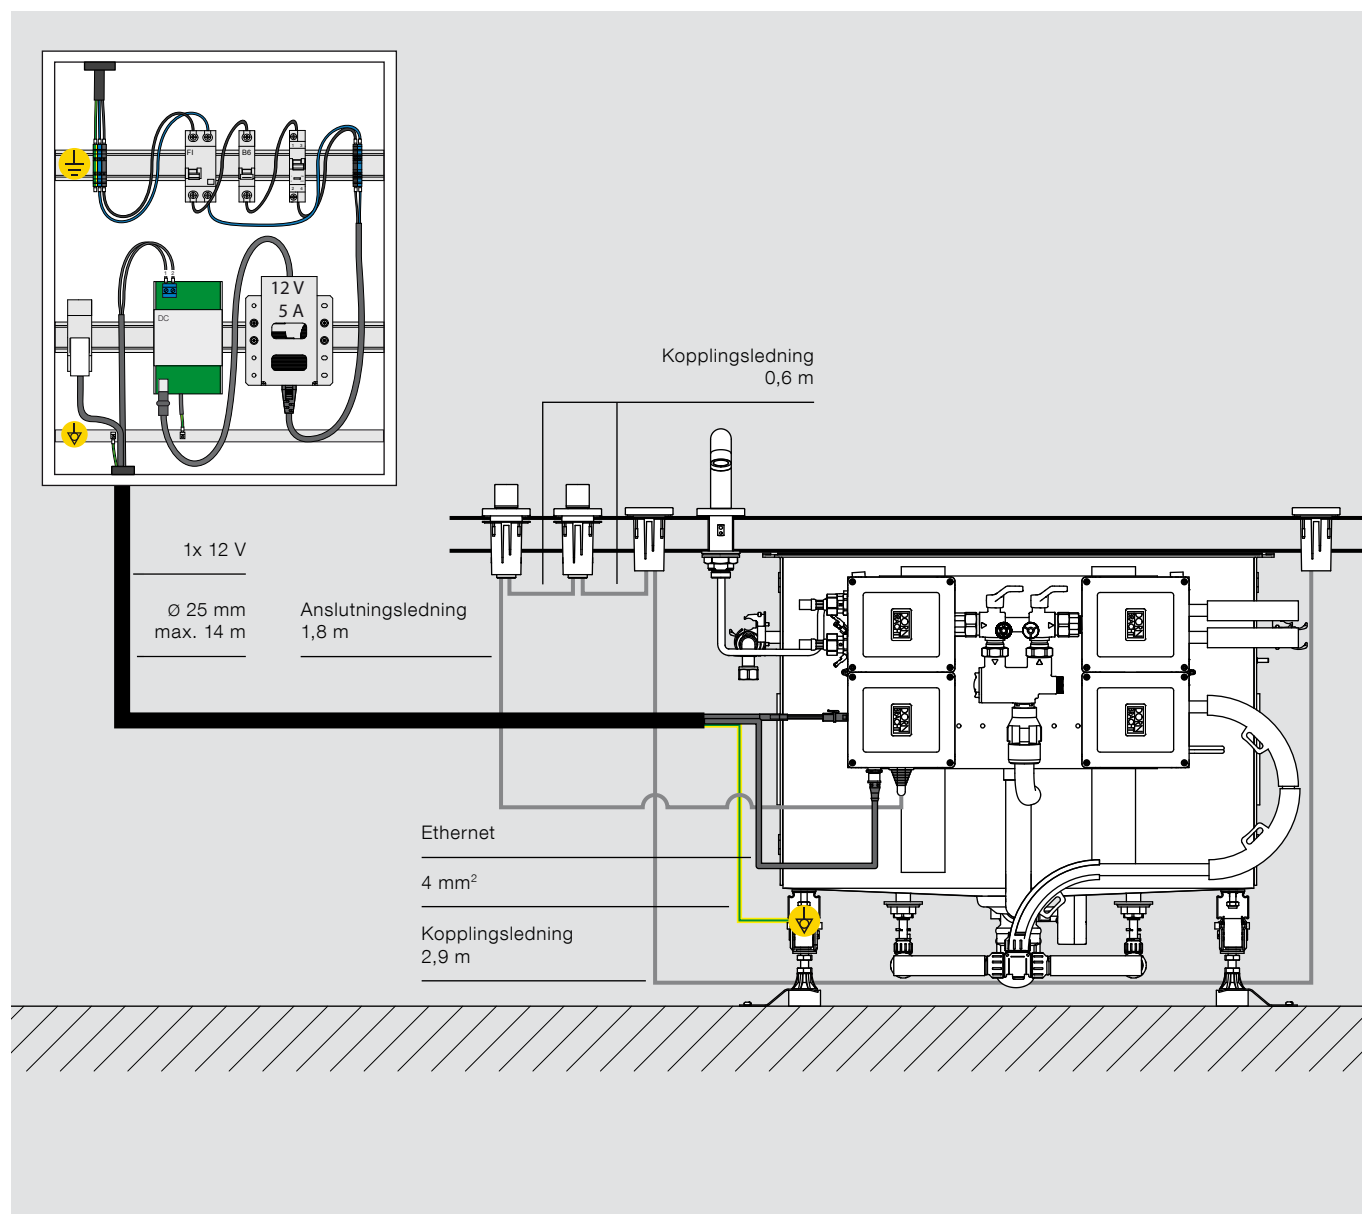 FI
B6
12 V
5 A
DC
Kopplingsledning
0,6 m
1x 12 V
Ø 25 mm
max. 14 m
Anslutningsledning
1,8 m
Ethernet
4 mm²
Kopplingsledning
2,9 m